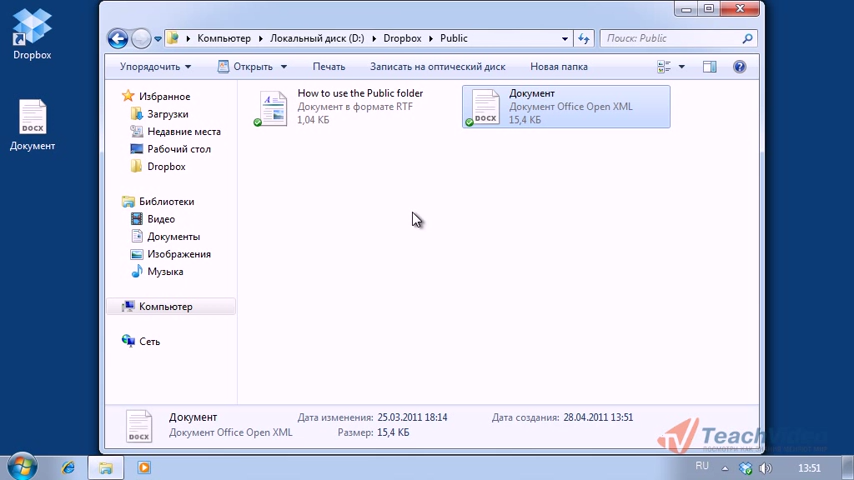 Dropbox
DOCX
Документ
Компьютер
Локальный диск (D:)
Dropbox
Public
Поиск: Public
Упорядочить
Открыть
Печать
Записать на оптический диск
Новая папка
Избранное
Загрузки
Недавние места
Рабочий стол
Dropbox
Библиотеки
Видео
Документы
Изображения
Музыка
Компьютер
Сеть
How to use the Public folder
Документ в формате RTF
1,04 КБ
DOCX
Документ
Документ Office Open XML
15,4 КБ
DOCX
Документ
Документ Office Open XML
Дата изменения: 25.03.2011 18:14
Размер: 15,4 КБ
Дата создания: 28.04.2011 13:51
TeachVideo
RU
13:51